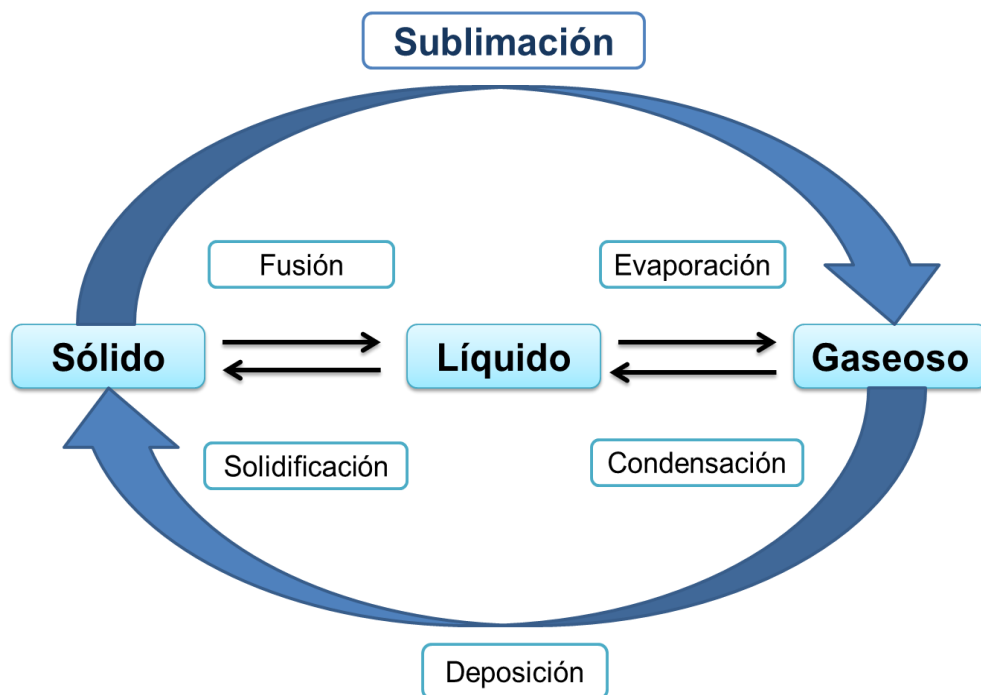 Sublimación
Fusión
Evaporación
Sólido
Líquido
Gaseoso
Solidificación
Condensación
Deposición